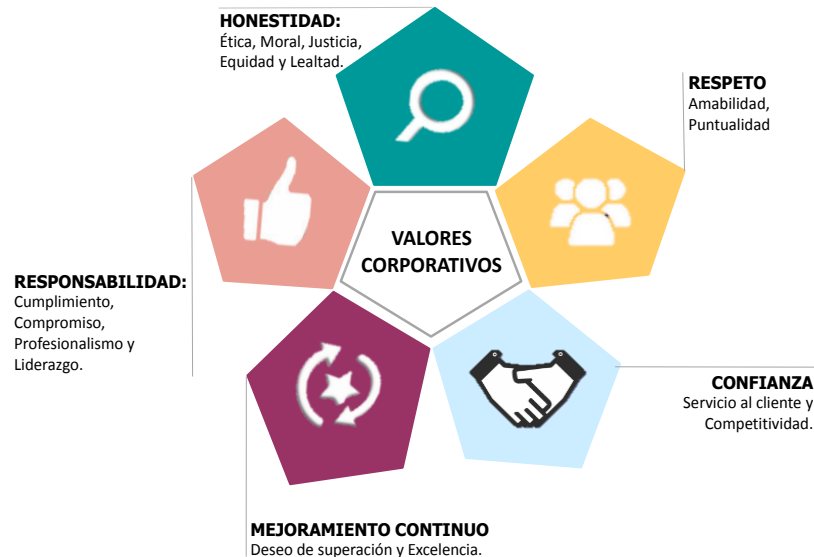 HONESTIDAD:
Ética, Moral, Justicia,
Equidad y Lealtad.
RESPETO
Amabilidad,
Puntualidad
VALORES
CORPORATIVOS
RESPONSABILIDAD:
Cumplimiento,
Compromiso,
Profesionalismo y
Liderazgo.
CONFIANZA
Servicio al cliente y
Competitividad.
MEJORAMIENTO CONTINUO
Deseo de superación y Excelencia.